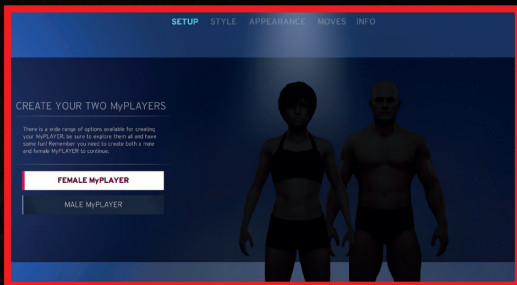 SETUP STYLE APPEARANCE MOVES INFO
CREATE YOUR TWO MyPLAYERS
There is a wide range of options available for creating
your MyPLAYER, be sure to explore them all and have
some fun! Remember you need to create both a male
and female MyPLAYER to continue.
FEMALE MyPLAYER
MALE MyPLAYER